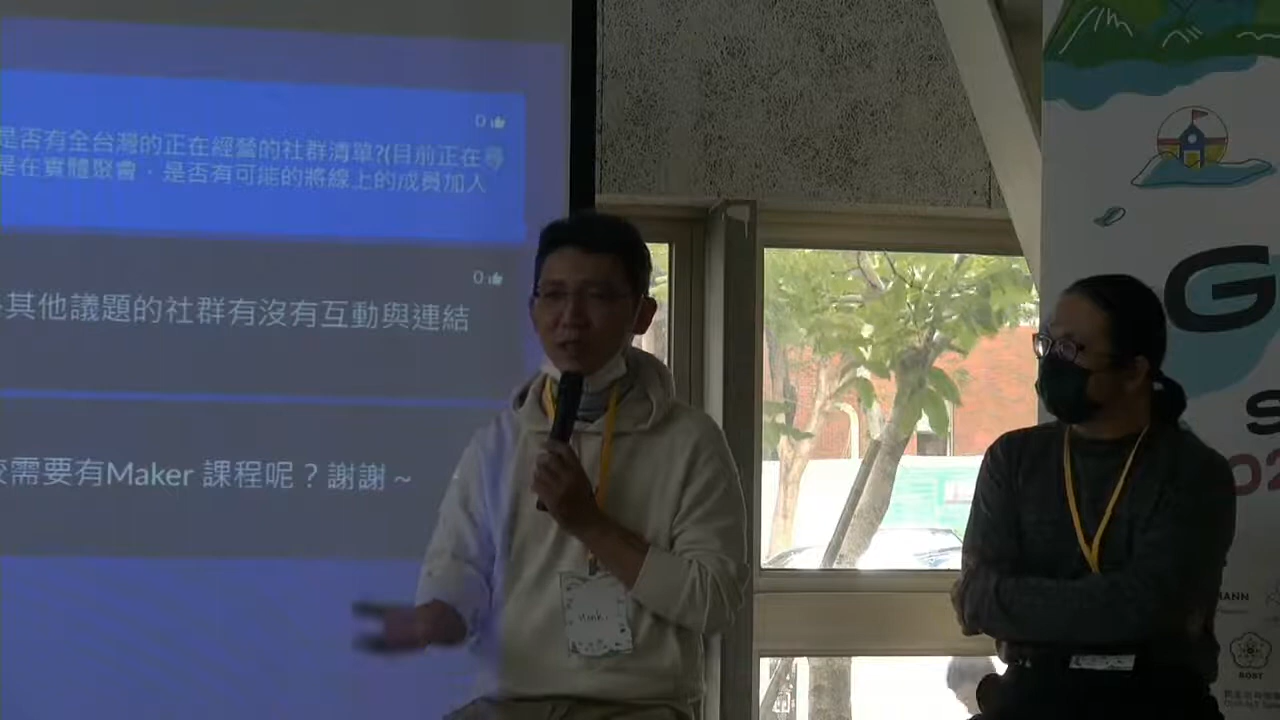 0
是否有全台灣的正在經營的社群清單?(目前正在尋
是在實體聚會，是否有可能的將線上的成員加入
0
其他議題的社群有沒有互動與連結
需要有Maker 課程呢？謝謝～
G
S
02
MANN